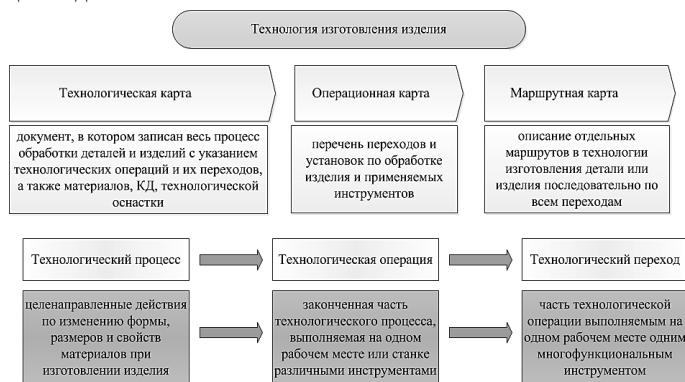 Технология изготовления изделия
Технологическая карта
Операционная карта
Маршрутная карта
документ, в котором записан весь процесс
обработки деталей и изделий с указанием
технологических операций и их переходов,
а также материалов, КД, технологической
оснастки
перечень переходов и
установок по обработке
изделия и применяемых
инструментов
описание отдельных
маршрутов в технологии
изготовления детали или
изделия последовательно по
всем переходам
Технологический процесс
Технологическая операция
Технологический переход
целенаправленные действия
по изменению формы,
размеров и свойств
материалов при
изготовлении изделия
законченная часть
технологического процесса,
выполняемая на одном
рабочем месте или станке
различными инструментами
часть технологической
операции выполняемым на
одном рабочем месте одним
многофункциональным
инструментом